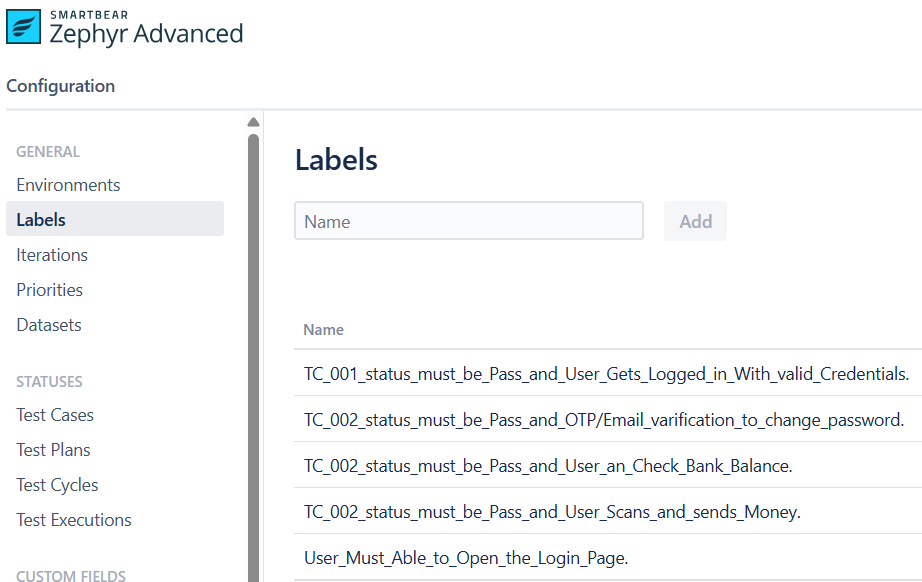 SMARTBEAR
Zephyr Advanced
Configuration
GENERAL
Environments
Labels
Iterations
Priorities
Datasets
STATUSES
Test Cases
Test Plans
Test Cycles
Test Executions
CUSTOM FIELDS
Labels
Name
Add
Name
TC_001_status_must_be_Pass_and_User_Gets_Logged_in_With_valid_Credentials.
TC_002_status_must_be_Pass_and_OTP/Email_varification_to_change_password.
TC_002_status_must_be_Pass_and_User_an_Check_Bank_Balance.
TC_002_status_must_be_Pass_and_User_Scans_and_sends_Money.
User_Must_Able_to_Open_the_Login_Page.